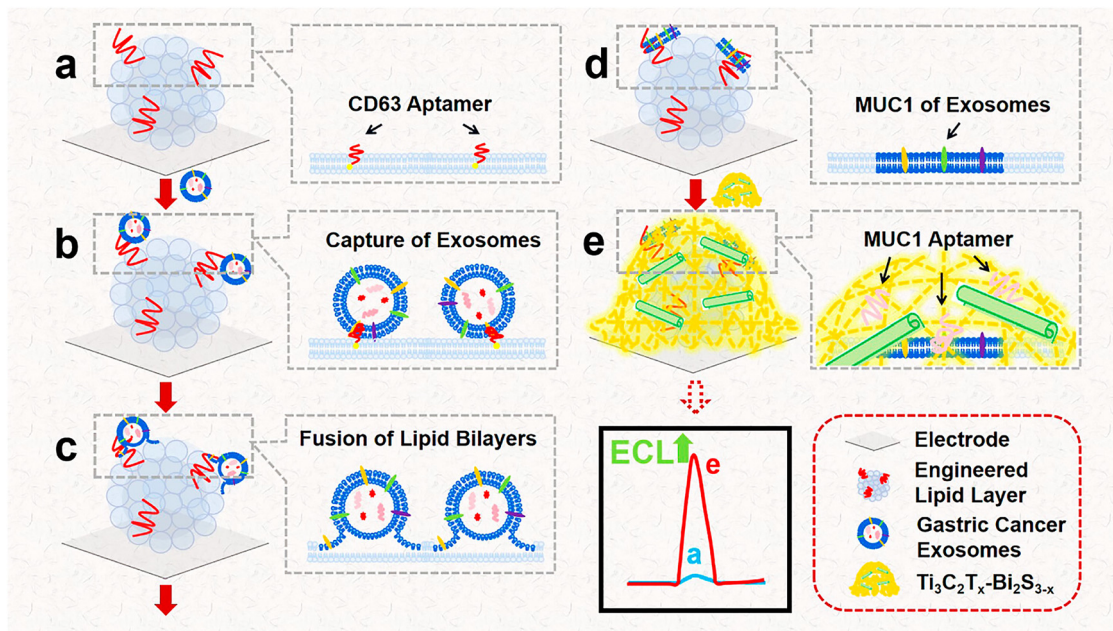 a
CD63 Aptamer
b
Capture of Exosomes
c
Fusion of Lipid Bilayers
d
MUC1 of Exosomes
e
MUC1 Aptamer
ECL
e
a
Electrode
Engineered
Lipid Layer
Gastric Cancer
Exosomes
Ti₃C₂Tₓ-Bi₂S₃₋ₓ